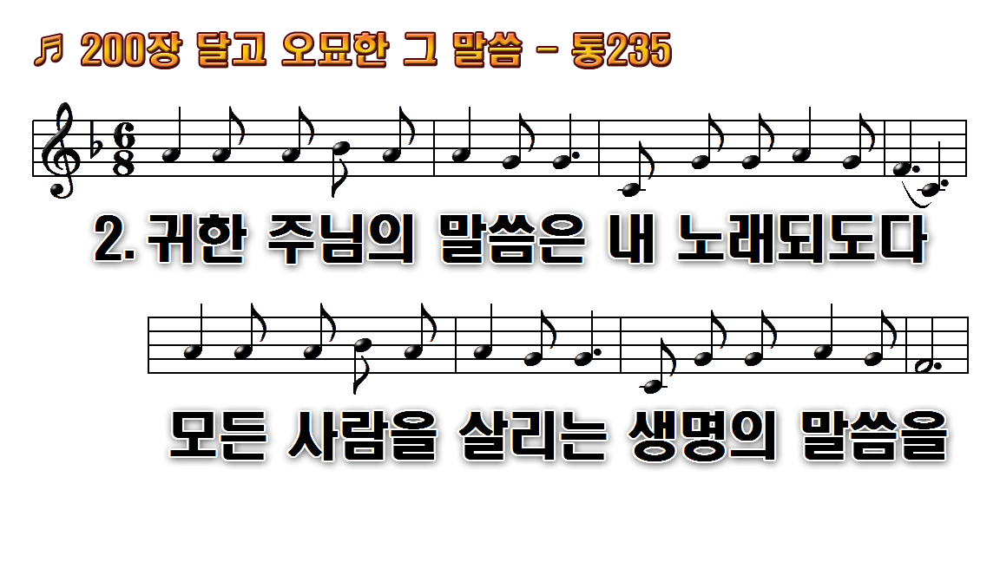 ♬ 200장 달고 오묘한 그 말씀 - 통235
6
8
2. 귀한 주님의 말씀은 내 노래되도다
모든 사람을 살리는 생명의 말씀을